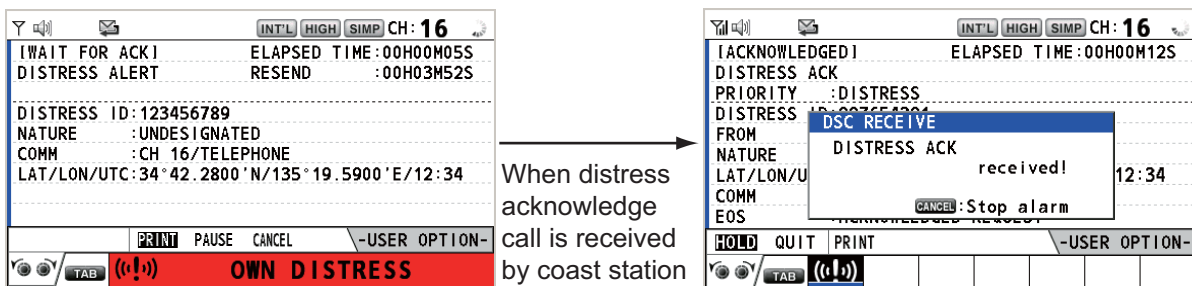 INT'L HIGH SIMP CH: 16
[WAIT FOR ACK] ELAPSED TIME:00H00M05S
DISTRESS ALERT RESEND :00H03M52S
DISTRESS ID:123456789
NATURE :UNDESIGNATED
COMM :CH 16/TELEPHONE
LAT/LON/UTC:34°42.2800'N/135°19.5900'E/12:34
PRINT PAUSE CANCEL \-USER OPTION-
TAB OWN DISTRESS
When distress
acknowledge
call is received
by coast station
INT'L HIGH SIMP CH: 16
[ACKNOWLEDGED] ELAPSED TIME:00H00M12S
DISTRESS ACK
PRIORITY :DISTRESS
DISTRESS
FROM
NATURE
LAT/LON/U 12:34
COMM
EOS
DSC RECEIVE
DISTRESS ACK
received!
CANCEL:Stop alarm
HOLD QUIT PRINT \-USER OPTION-
TAB